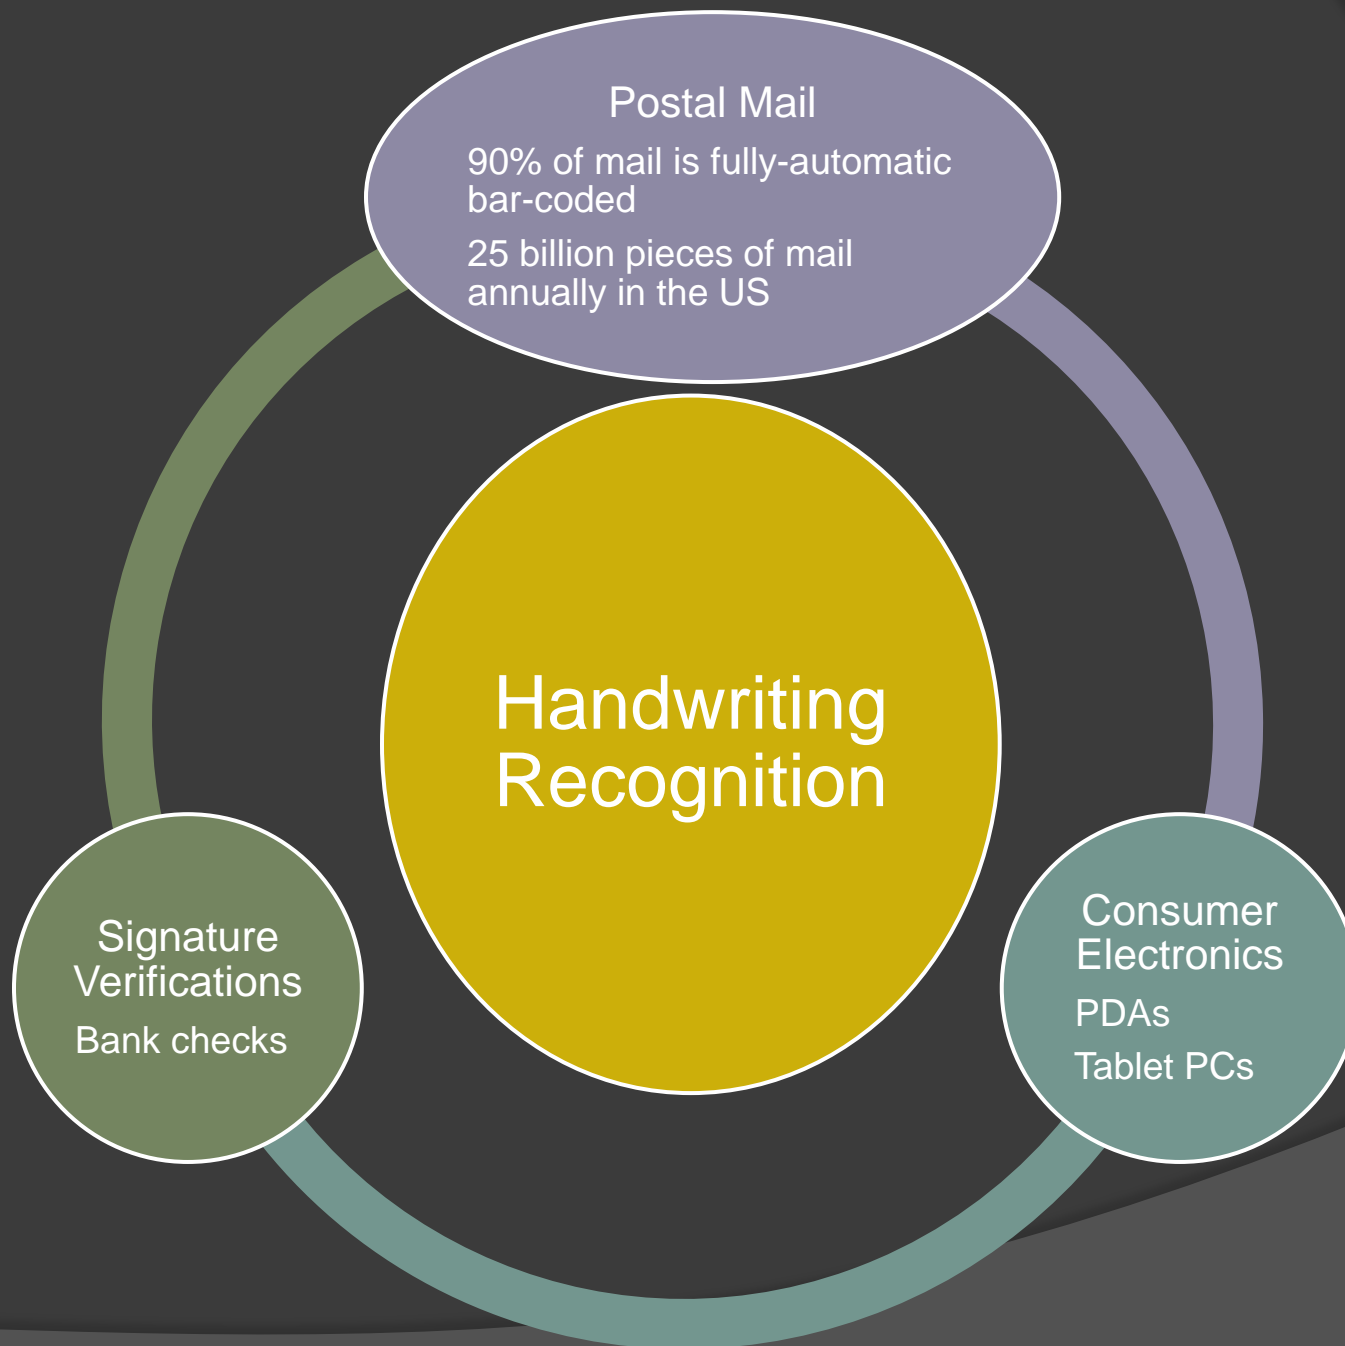 Postal Mail
90% of mail is fully-automatic
bar-coded
25 billion pieces of mail
annually in the US
Handwriting
Recognition
Signature
Verifications
Bank checks
Consumer
Electronics
PDAs
Tablet PCs